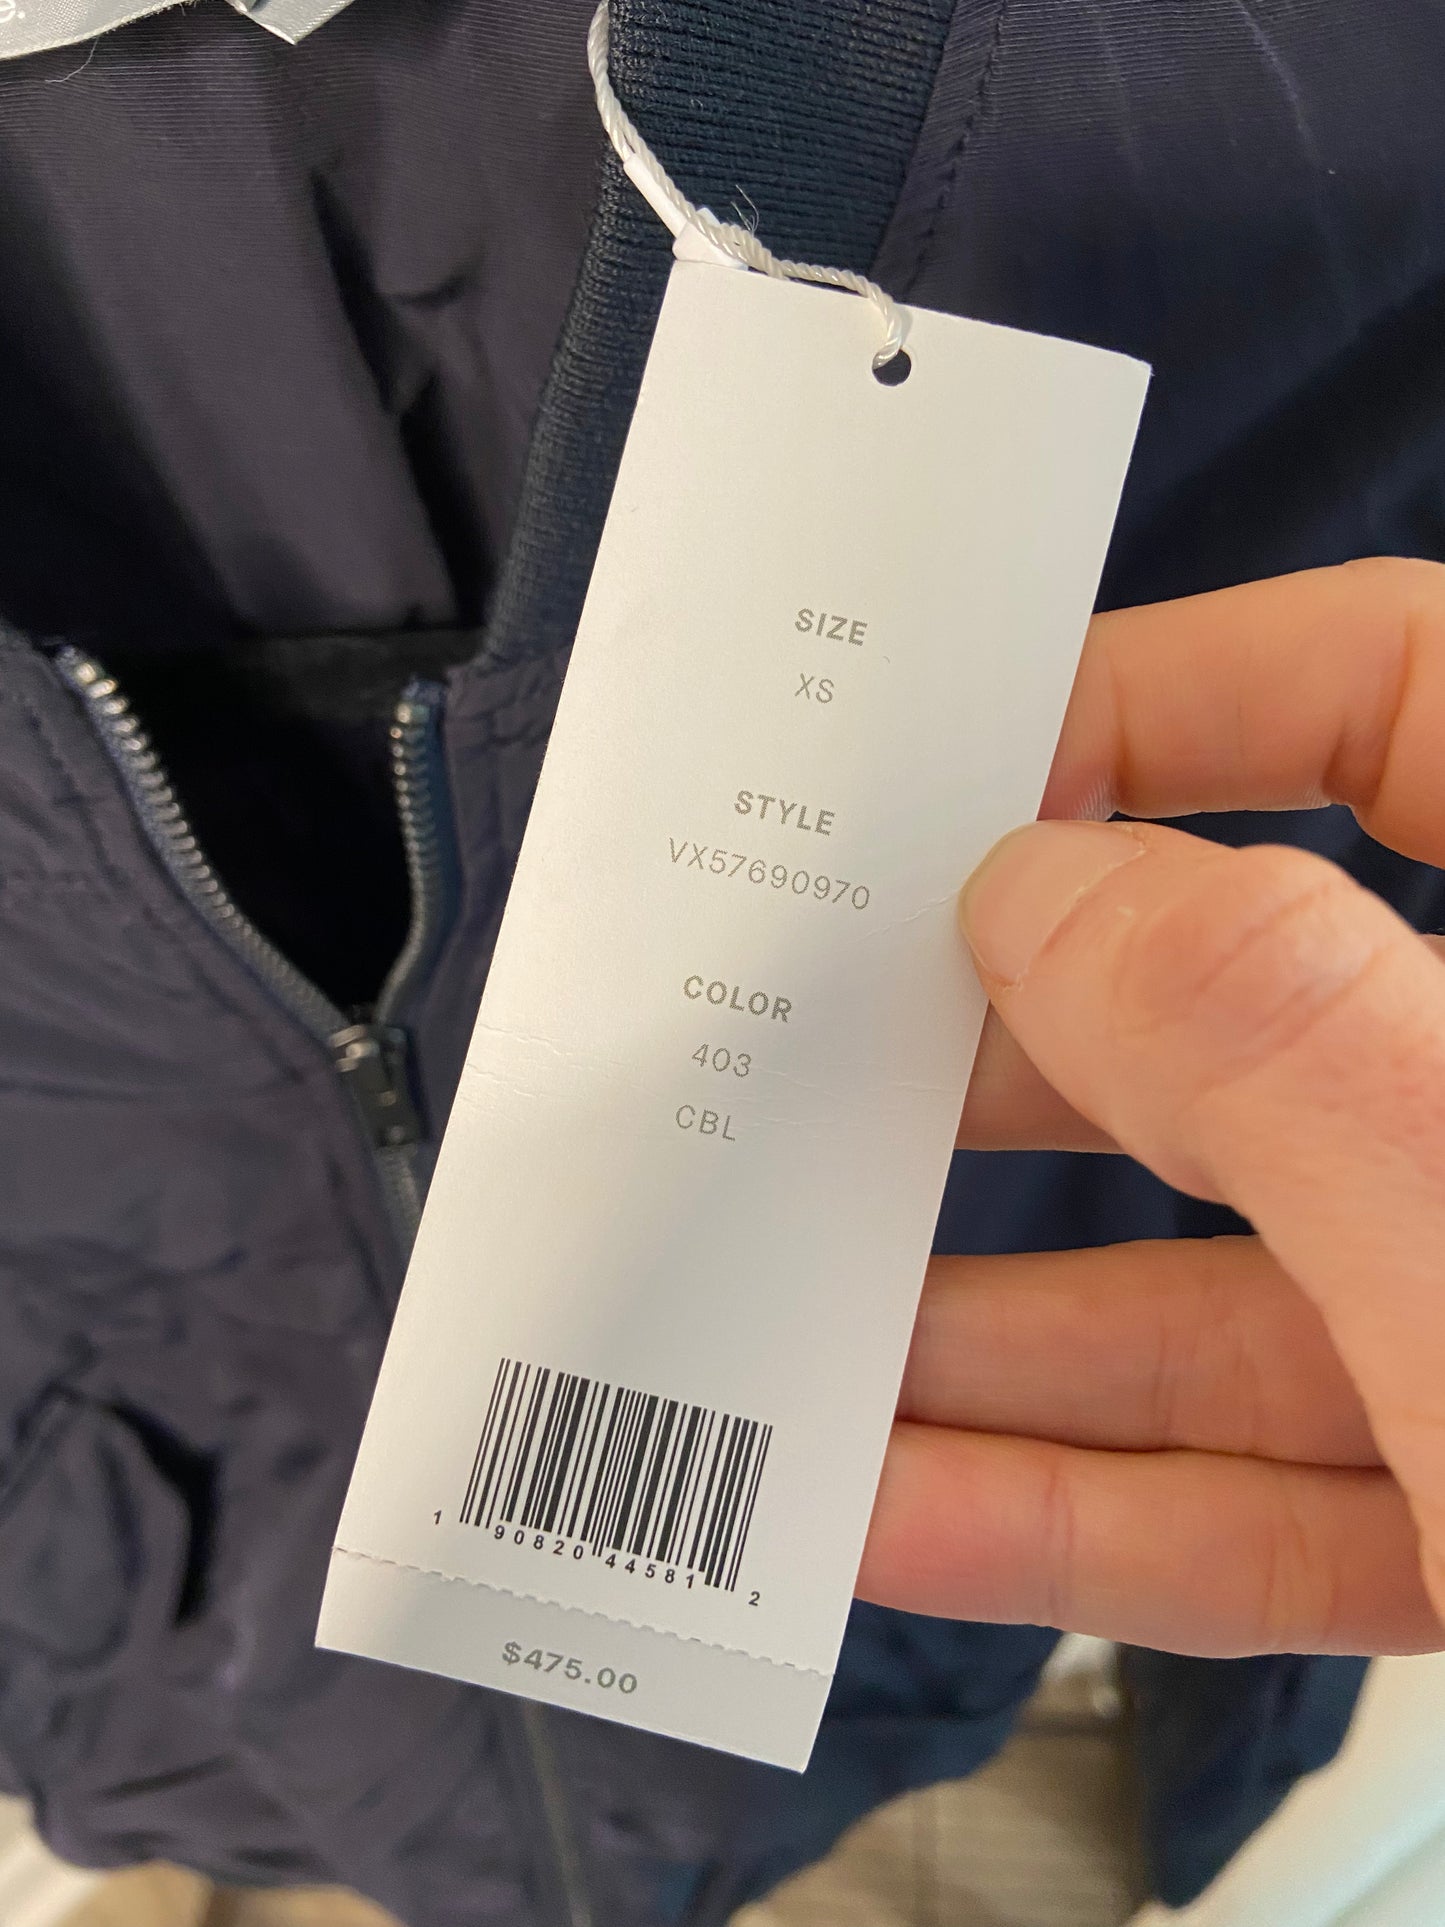 e.
SIZE
XS
STYLE
VX57690970
COLOR
403
CBL
1 90820 44581 2
$475.00